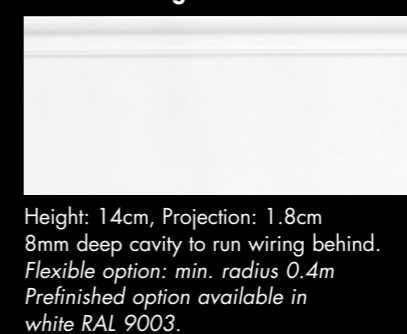 Height: 14cm, Projection: 1.8cm
8mm deep cavity to run wiring behind.
Flexible option: min. radius 0.4m
Prefinished option available in
white RAL 9003.